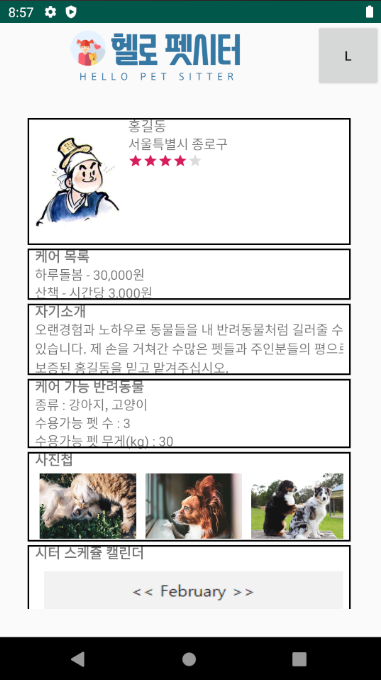 8:57
헬로 펫시터
HELLO PET SITTER
L
홍길동
서울특별시 종로구
케어 목록
하루돌봄 - 30,000원
산책 - 시간당 3,000원
자기소개
오랜경험과 노하우로 동물들을 내 반려동물처럼 길러줄 수
있습니다. 제 손을 거쳐간 수많은 펫들과 주인분들의 평으로
보증된 홍길동을 믿고 맡겨주십시오.
케어 가능 반려동물
종류 : 강아지, 고양이
수용가능 펫 수 : 3
수용가능 펫 무게(kg) : 30
사진첩
시터 스케쥴 캘린더
<< February >>